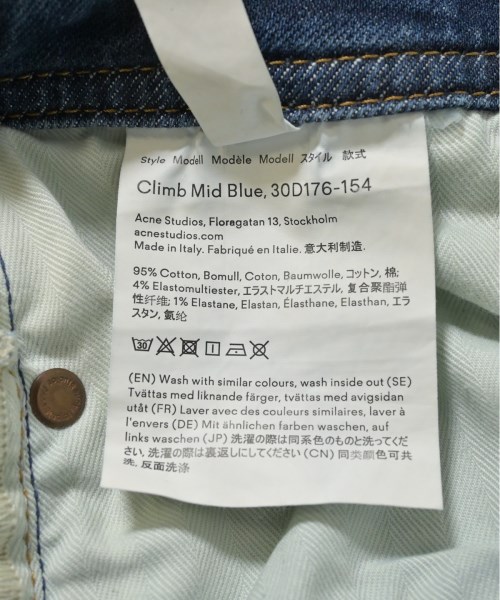 Style Modell Modèle Modell スタイル 款式
Climb Mid Blue, 30D176-154
Acne Studios, Floragatan 13, Stockholm
acnestudios.com
Made in Italy. Fabriqué en Italie. 意大利制造.
95% Cotton, Bomull, Coton, Baumwolle, コットン, 棉;
4% Elastomultiester, エラストマルチエステル, 复合聚酯弹
性纤维; 1% Elastane, Elastan, Élasthane, Elasthan, エラ
スタン, 氨纶
30
(EN) Wash with similar colours, wash inside out (SE)
Tvättas med liknande färger, tvättas med avigsidan
utåt (FR) Laver avec des couleurs similaires, laver à
l'envers (DE) Mit ähnlichen farben waschen, auf
links waschen (JP) 洗濯の際は同系色のものと洗ってくだ
さい, 洗濯の際は裏返しにしてください (CN) 同类颜色可共
洗, 反面洗涤